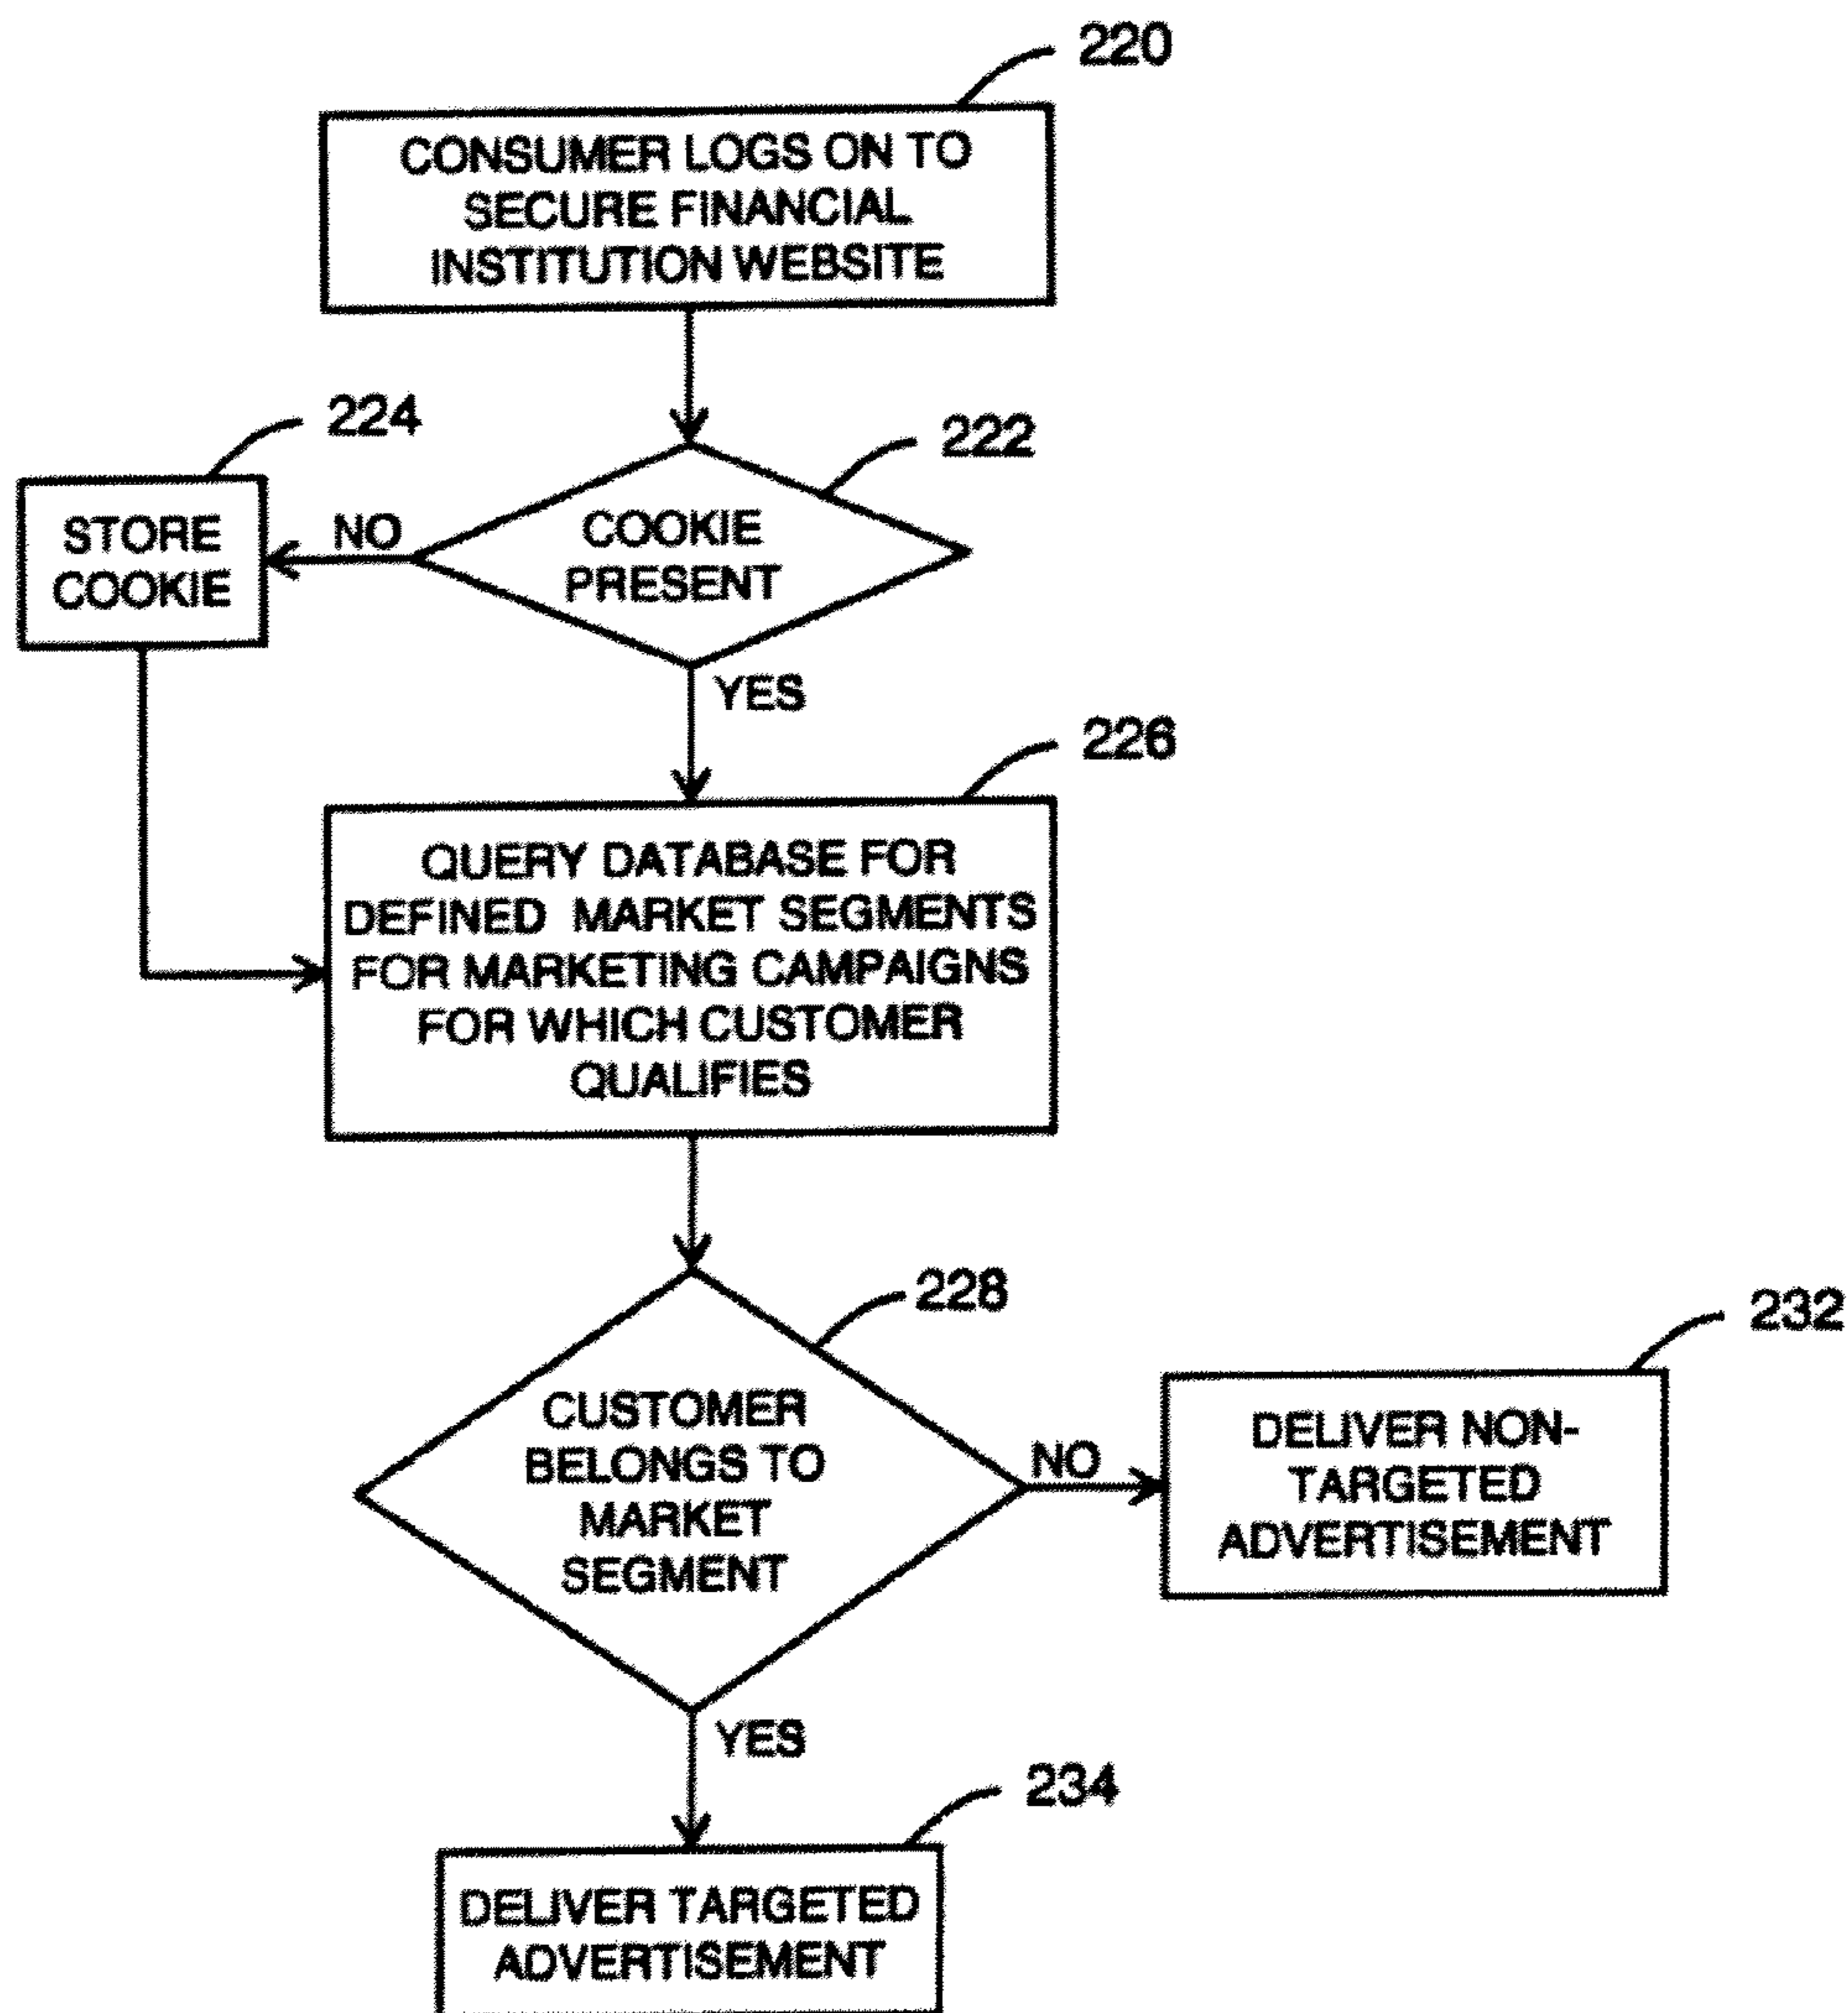 220
CONSUMER LOGS ON TO
SECURE FINANCIAL
INSTITUTION WEBSITE
224
222
STORE
COOKIE
NO
COOKIE
PRESENT
YES
226
QUERY DATABASE FOR
DEFINED MARKET SEGMENTS
FOR MARKETING CAMPAIGNS
FOR WHICH CUSTOMER
QUALIFIES
228
232
CUSTOMER
BELONGS TO
MARKET
SEGMENT
NO
DELIVER NON-
TARGETED
ADVERTISEMENT
YES
234
DELIVER TARGETED
ADVERTISEMENT